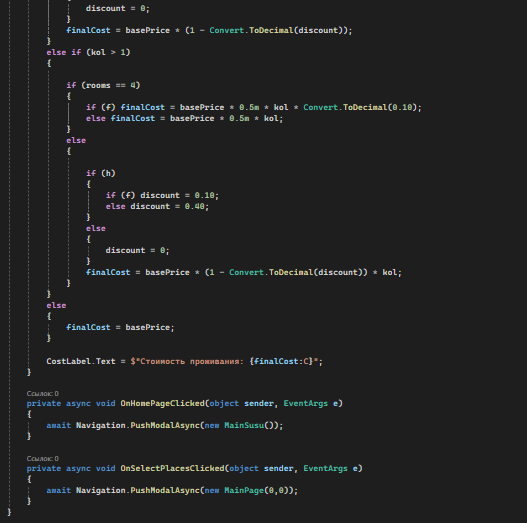 discount = 0;
}
finalCost = basePrice * (1 - Convert.ToDecimal(discount));
}
else if (kol > 1)
{
if (rooms == 4)
{
if (f) finalCost = basePrice * 0.5m * kol * Convert.ToDecimal(0.10);
else finalCost = basePrice * 0.5m * kol;
}
else
{
if (h)
{
if (f) discount = 0.10;
else discount = 0.40;
}
else
{
discount = 0;
}
finalCost = basePrice * (1 - Convert.ToDecimal(discount)) * kol;
}
}
else
{
finalCost = basePrice;
}
CostLabel.Text = $"Стоимость проживания: {finalCost:C}";
}
Ссылок: 0
private async void OnHomePageClicked(object sender, EventArgs e)
{
await Navigation.PushModalAsync(new MainSusu());
}
Ссылок: 0
private async void OnSelectPlacesClicked(object sender, EventArgs e)
{
await Navigation.PushModalAsync(new MainPage(0,0));
}
}